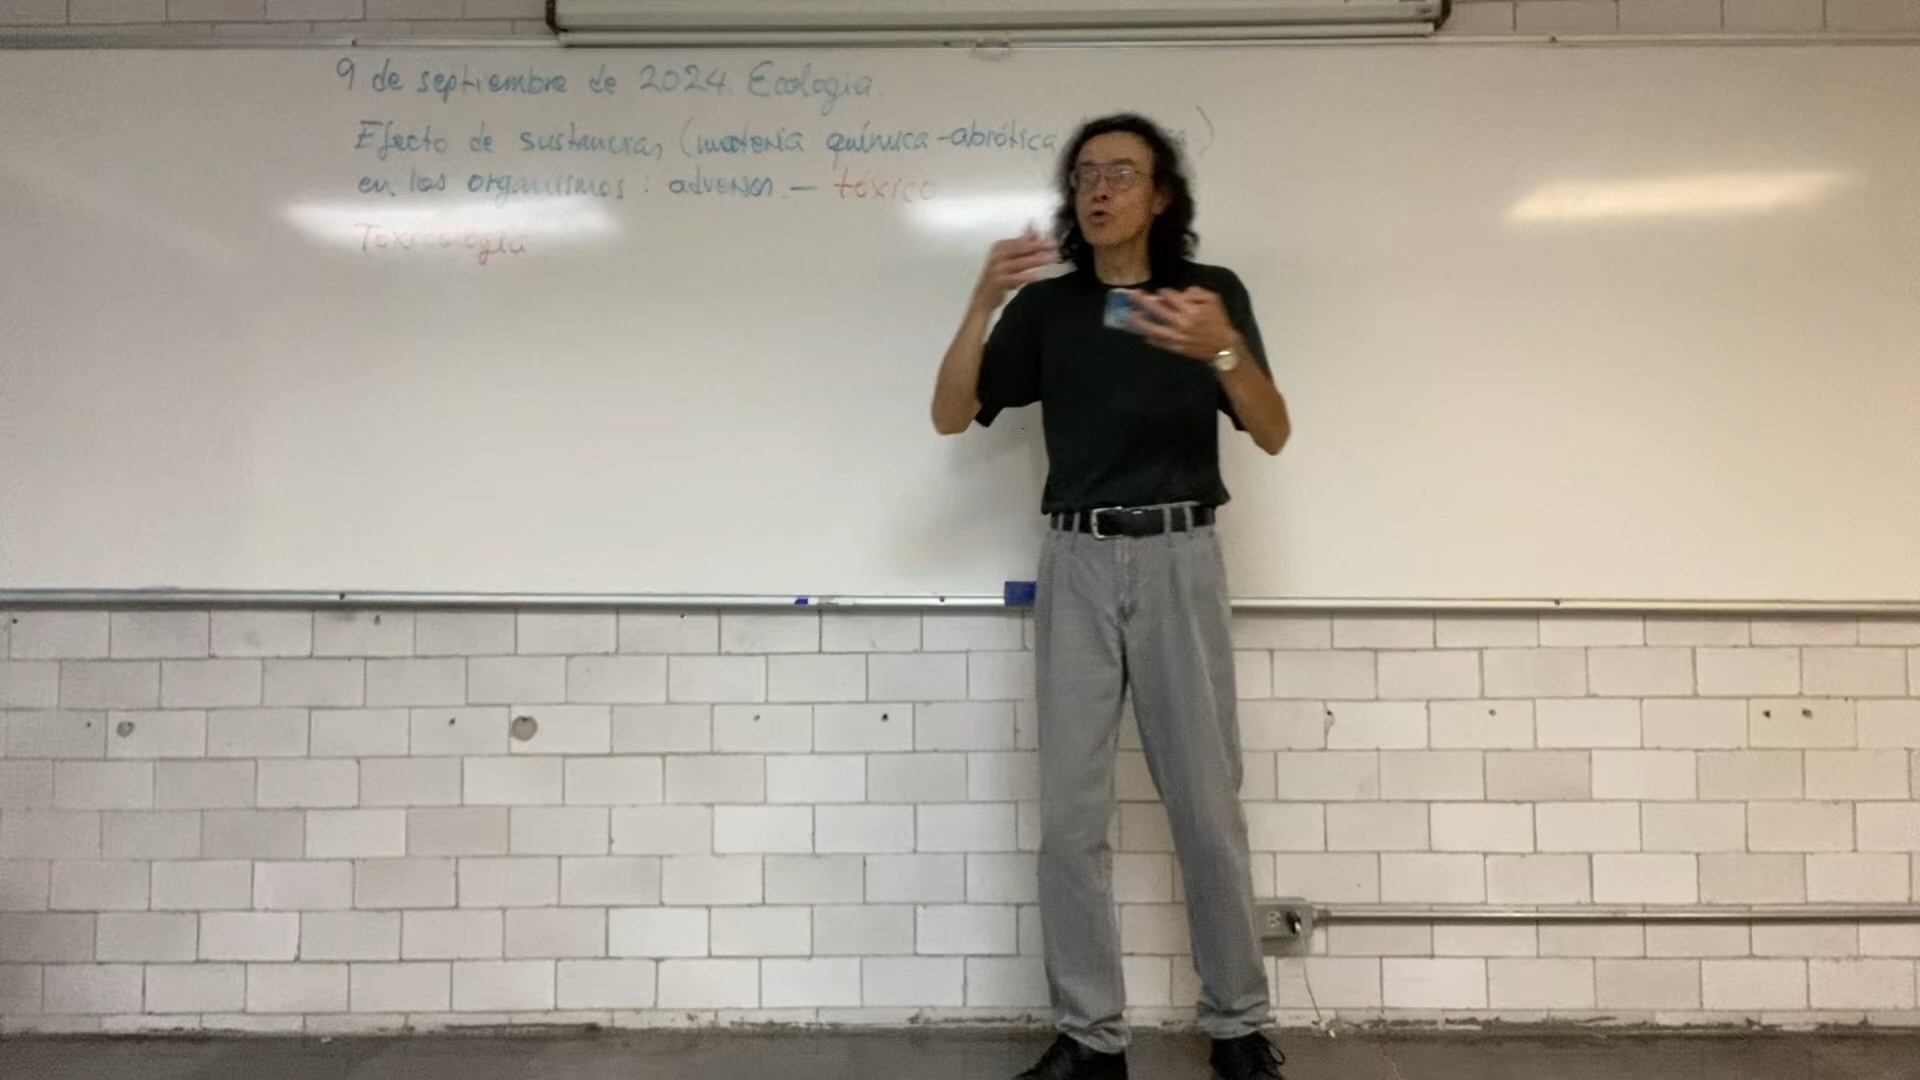 9 de septiembre de 2024. Ecología
Efecto de sustancias (materia química-abiótica
en los organismos: adversos. — tóxico
Toxicología